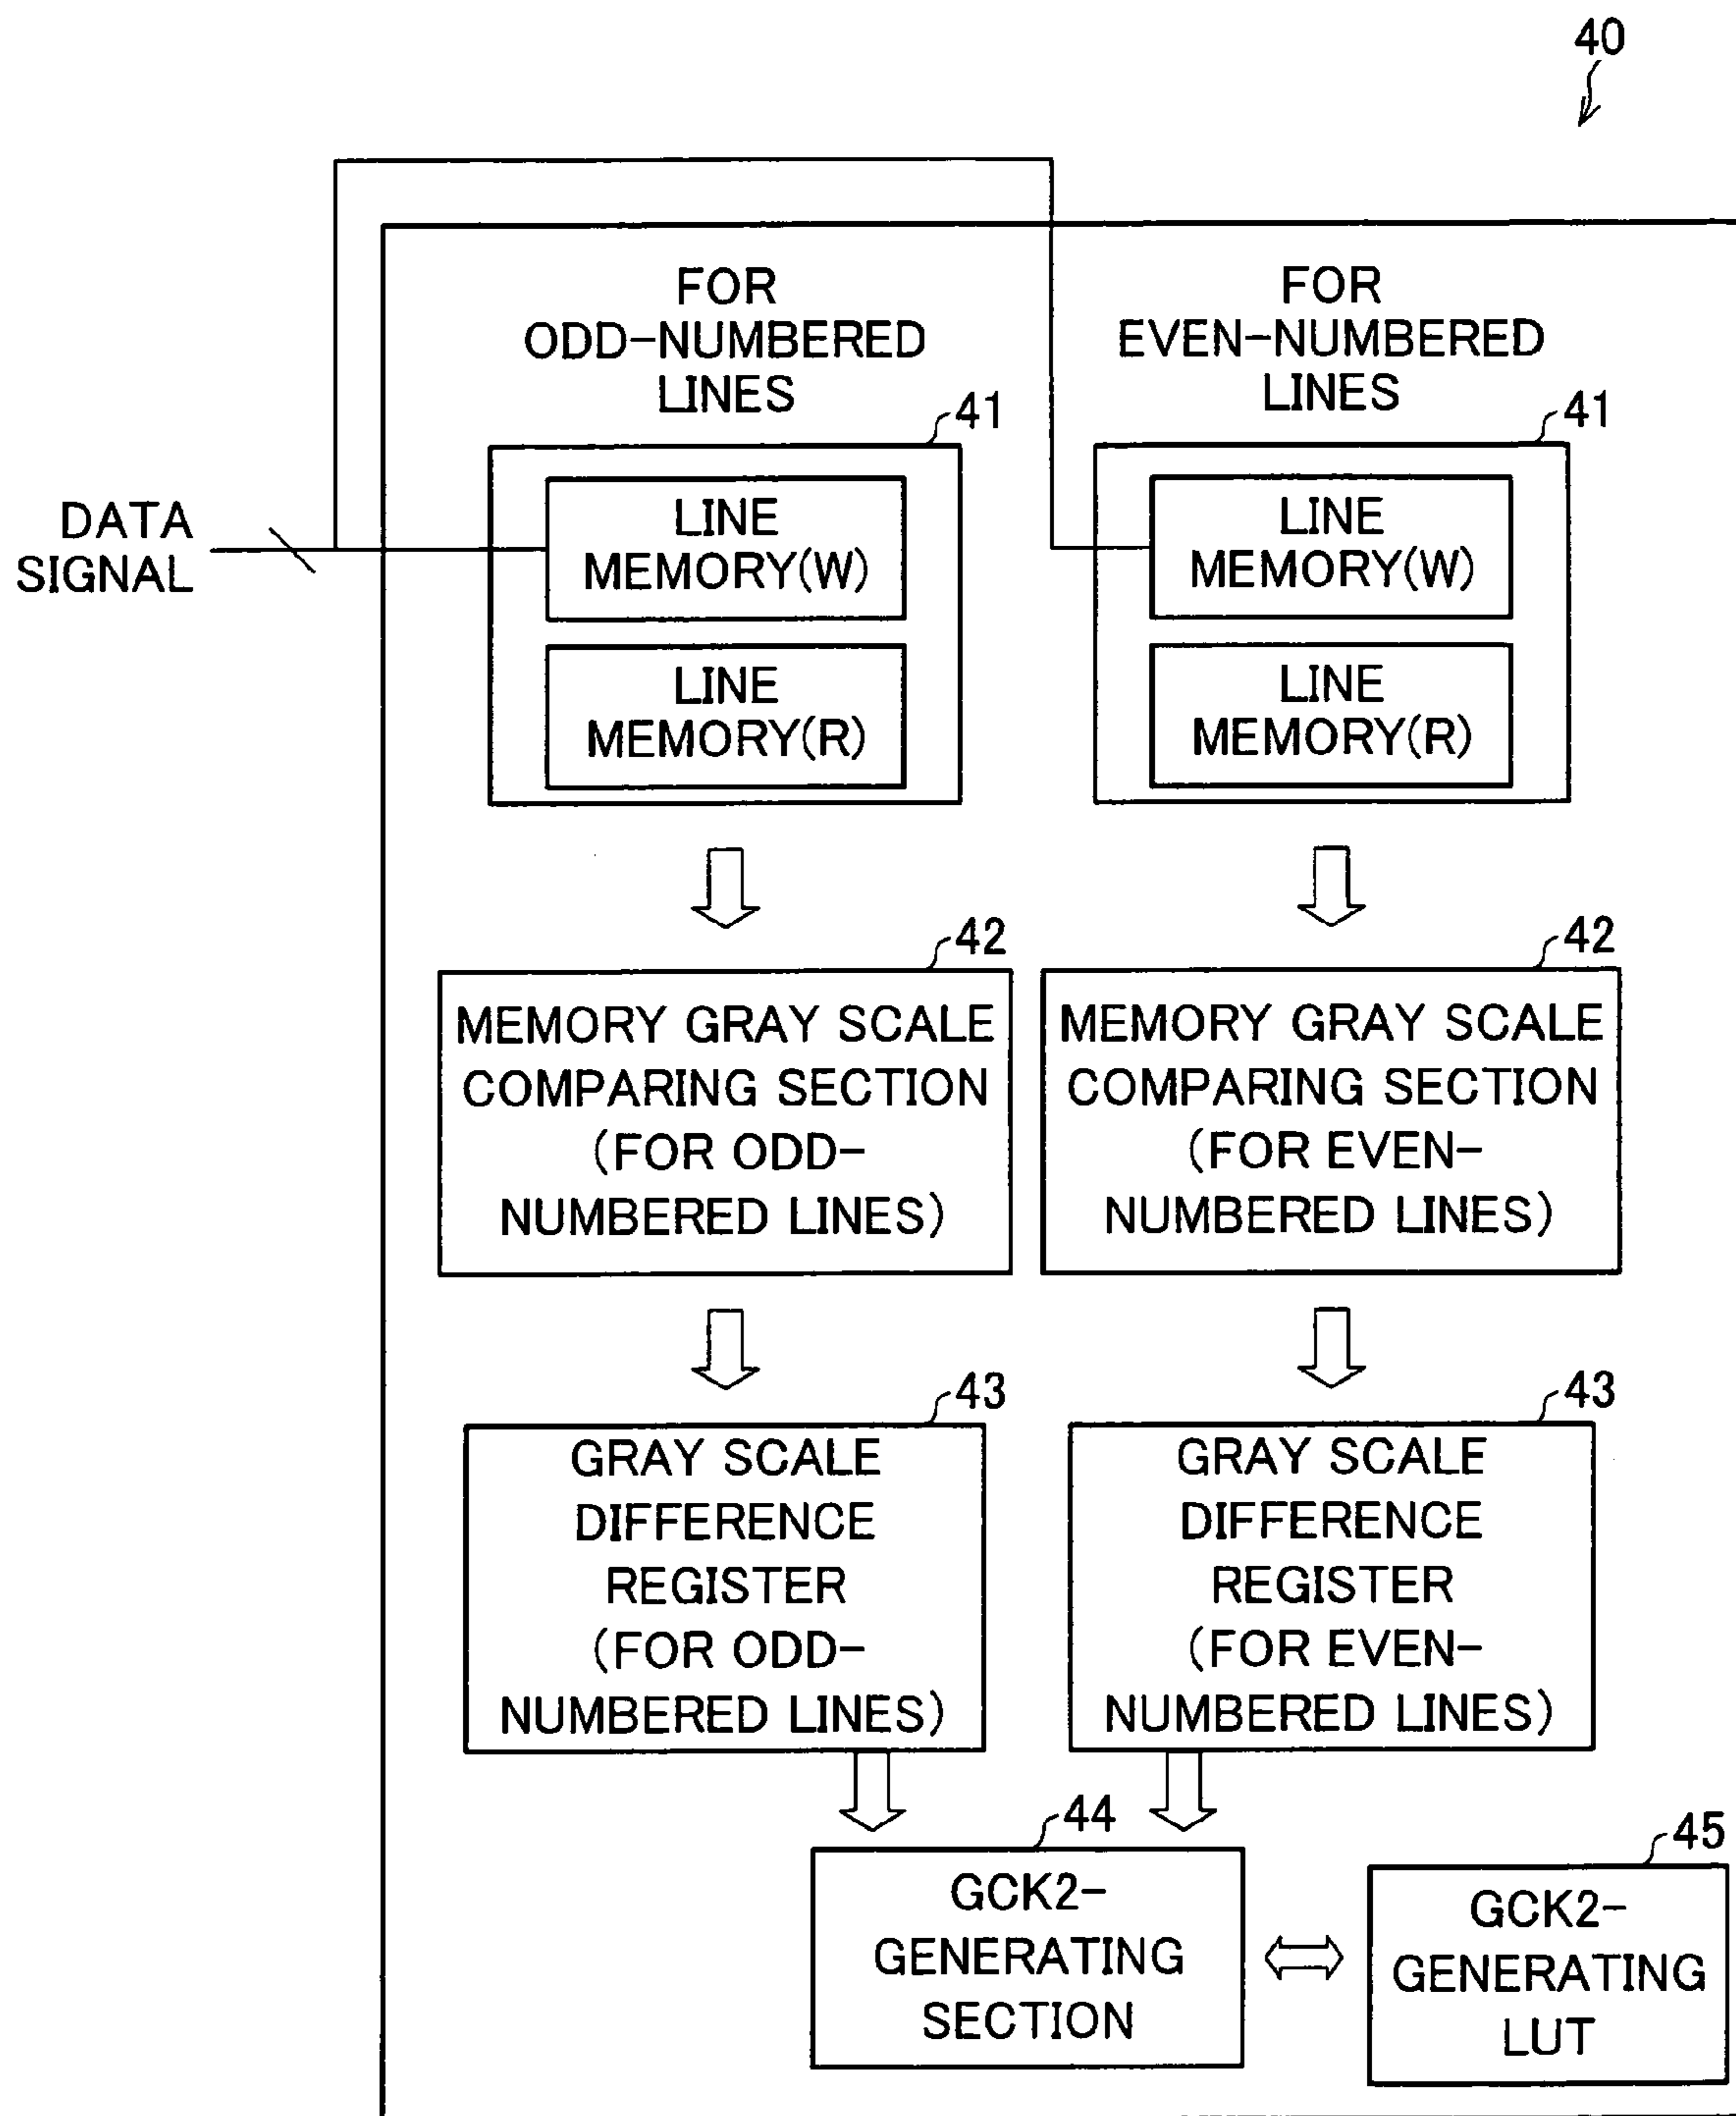 40
FOR
ODD-NUMBERED
LINES
FOR
EVEN-NUMBERED
LINES
41
41
DATA
SIGNAL
LINE
MEMORY(W)
LINE
MEMORY(R)
LINE
MEMORY(W)
LINE
MEMORY(R)
42
MEMORY GRAY SCALE
COMPARING SECTION
(FOR ODD-
NUMBERED LINES)
42
MEMORY GRAY SCALE
COMPARING SECTION
(FOR EVEN-
NUMBERED LINES)
43
GRAY SCALE
DIFFERENCE
REGISTER
(FOR ODD-
NUMBERED LINES)
43
GRAY SCALE
DIFFERENCE
REGISTER
(FOR EVEN-
NUMBERED LINES)
44
GCK2-
GENERATING
SECTION
45
GCK2-
GENERATING
LUT